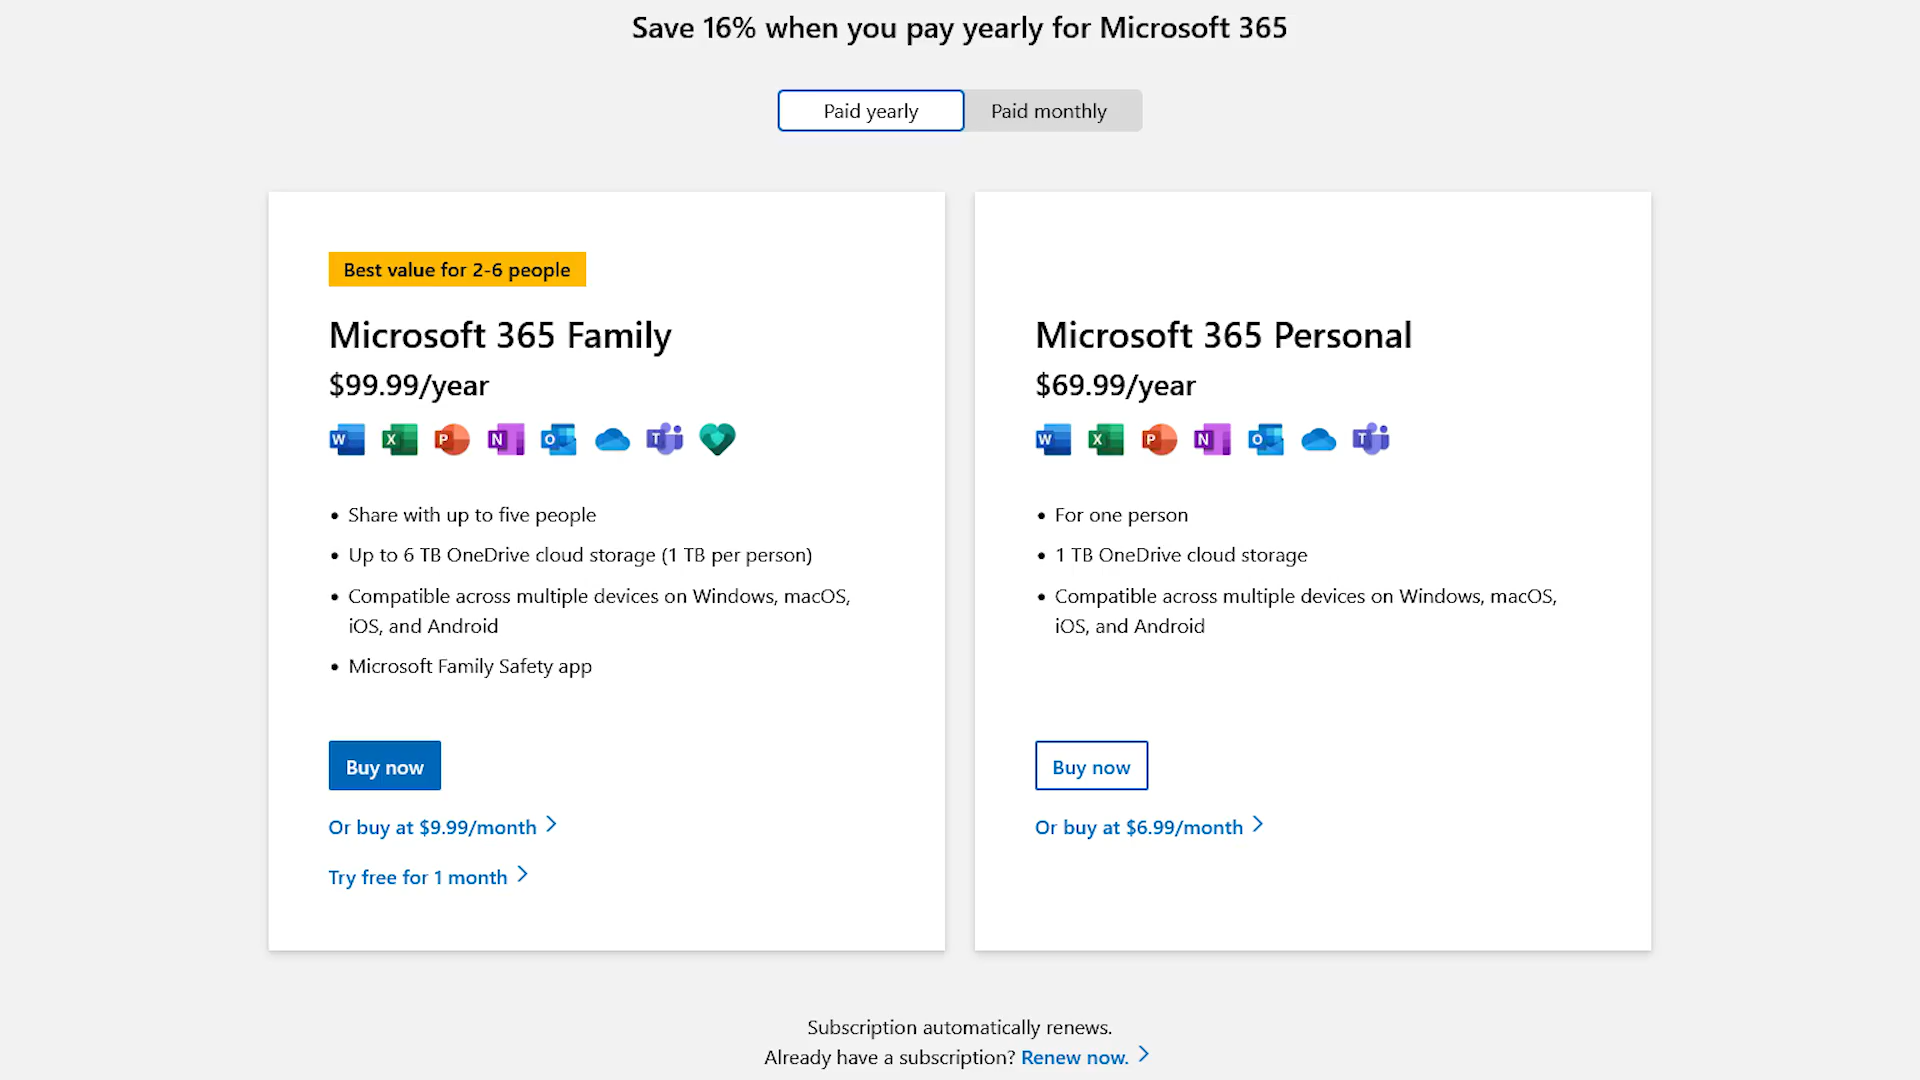 Save 16% when you pay yearly for Microsoft 365
Paid yearly
Paid monthly
Best value for 2-6 people
Microsoft 365 Family
$99.99/year
W X P N O T
• Share with up to five people
• Up to 6 TB OneDrive cloud storage (1 TB per person)
• Compatible across multiple devices on Windows, macOS,
iOS, and Android
• Microsoft Family Safety app
Buy now
Or buy at $9.99/month
Try free for 1 month
Microsoft 365 Personal
$69.99/year
W X P N O T
• For one person
• 1 TB OneDrive cloud storage
• Compatible across multiple devices on Windows, macOS,
iOS, and Android
Buy now
Or buy at $6.99/month
Subscription automatically renews.
Already have a subscription? Renew now.